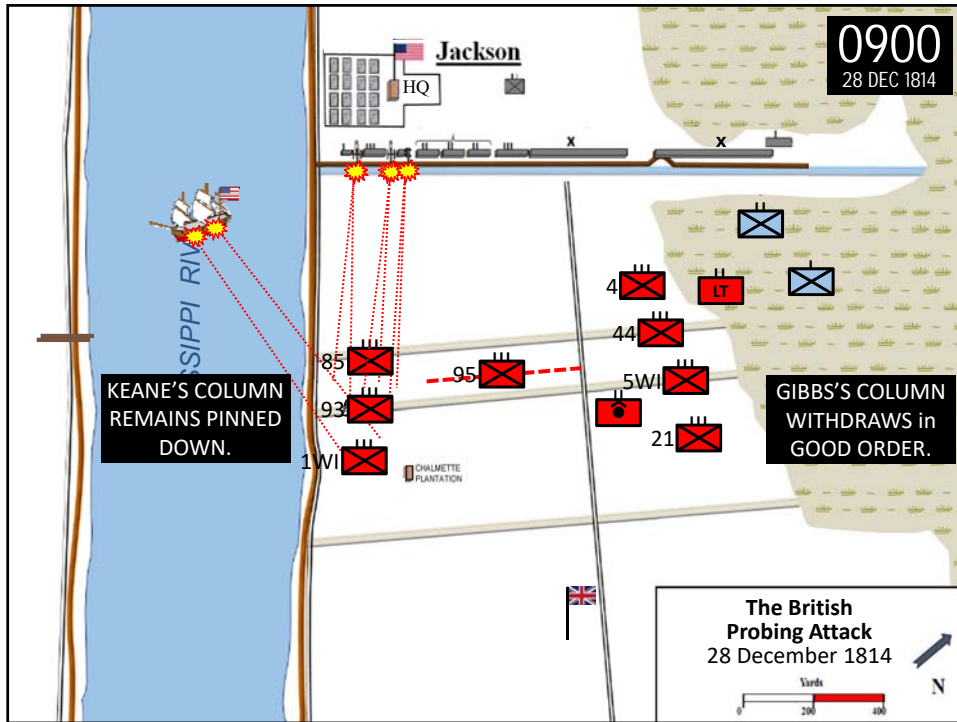 0900
28 DEC 1814
Jackson
HQ
x
x
SSIPPI RIV
4
LT
44
85
95
5WI
93
21
1WI
KEANE'S COLUMN
REMAINS PINNED
DOWN.
GIBBS'S COLUMN
WITHDRAWS in
GOOD ORDER.
CHALMETTE
PLANTATION
The British
Probing Attack
28 December 1814
N
Yards
0
200
400